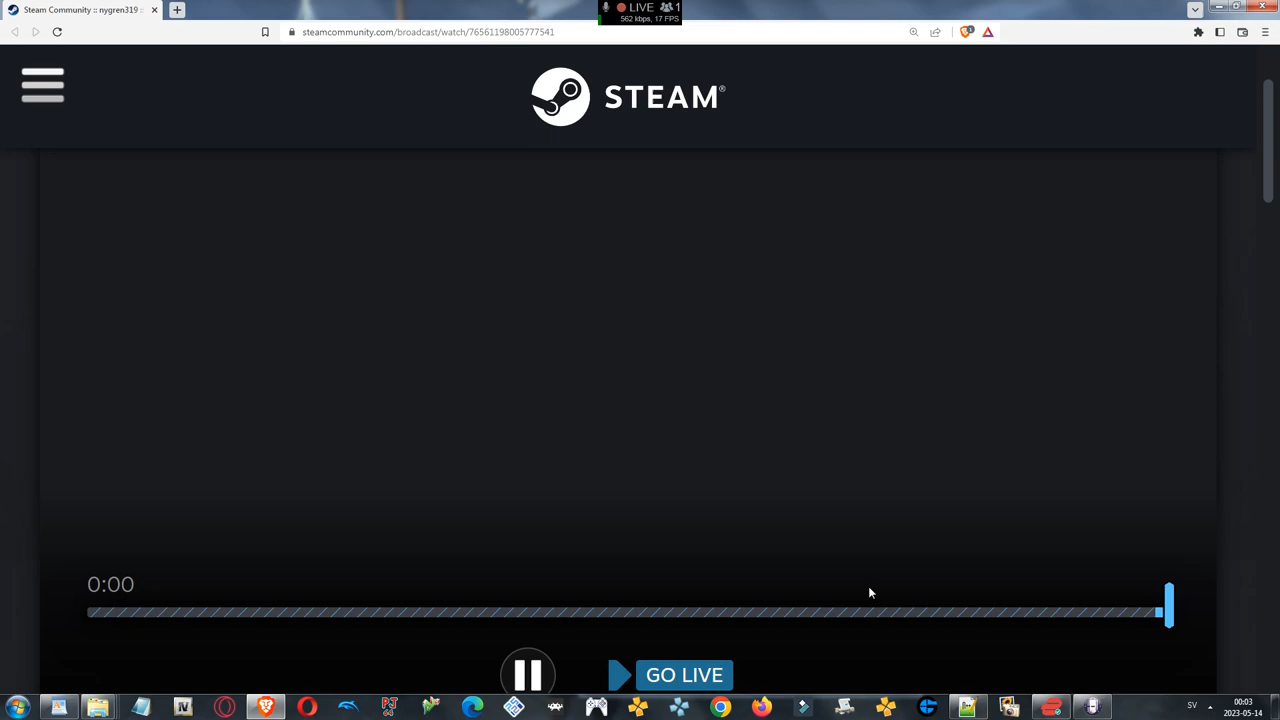 Steam Community :: nygren319 ::
LIVE 1
562 kbps, 17 FPS
steamcommunity.com/broadcast/watch/76561198005777541
1
STEAM®
0:00
GO LIVE
SV
00:03
2023-05-14